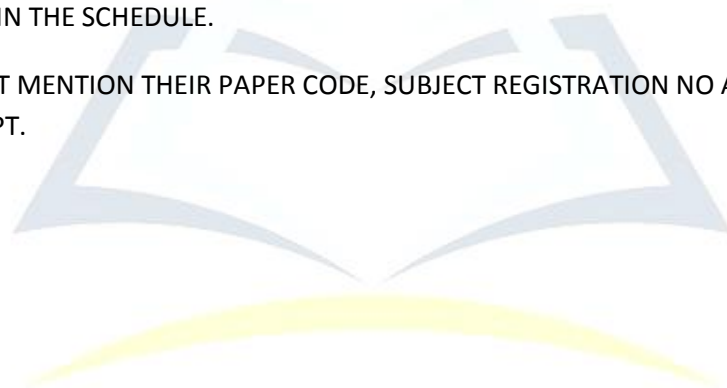 IN THE SCHEDULE.
T MENTION THEIR PAPER CODE, SUBJECT REGISTRATION NO A
PT.